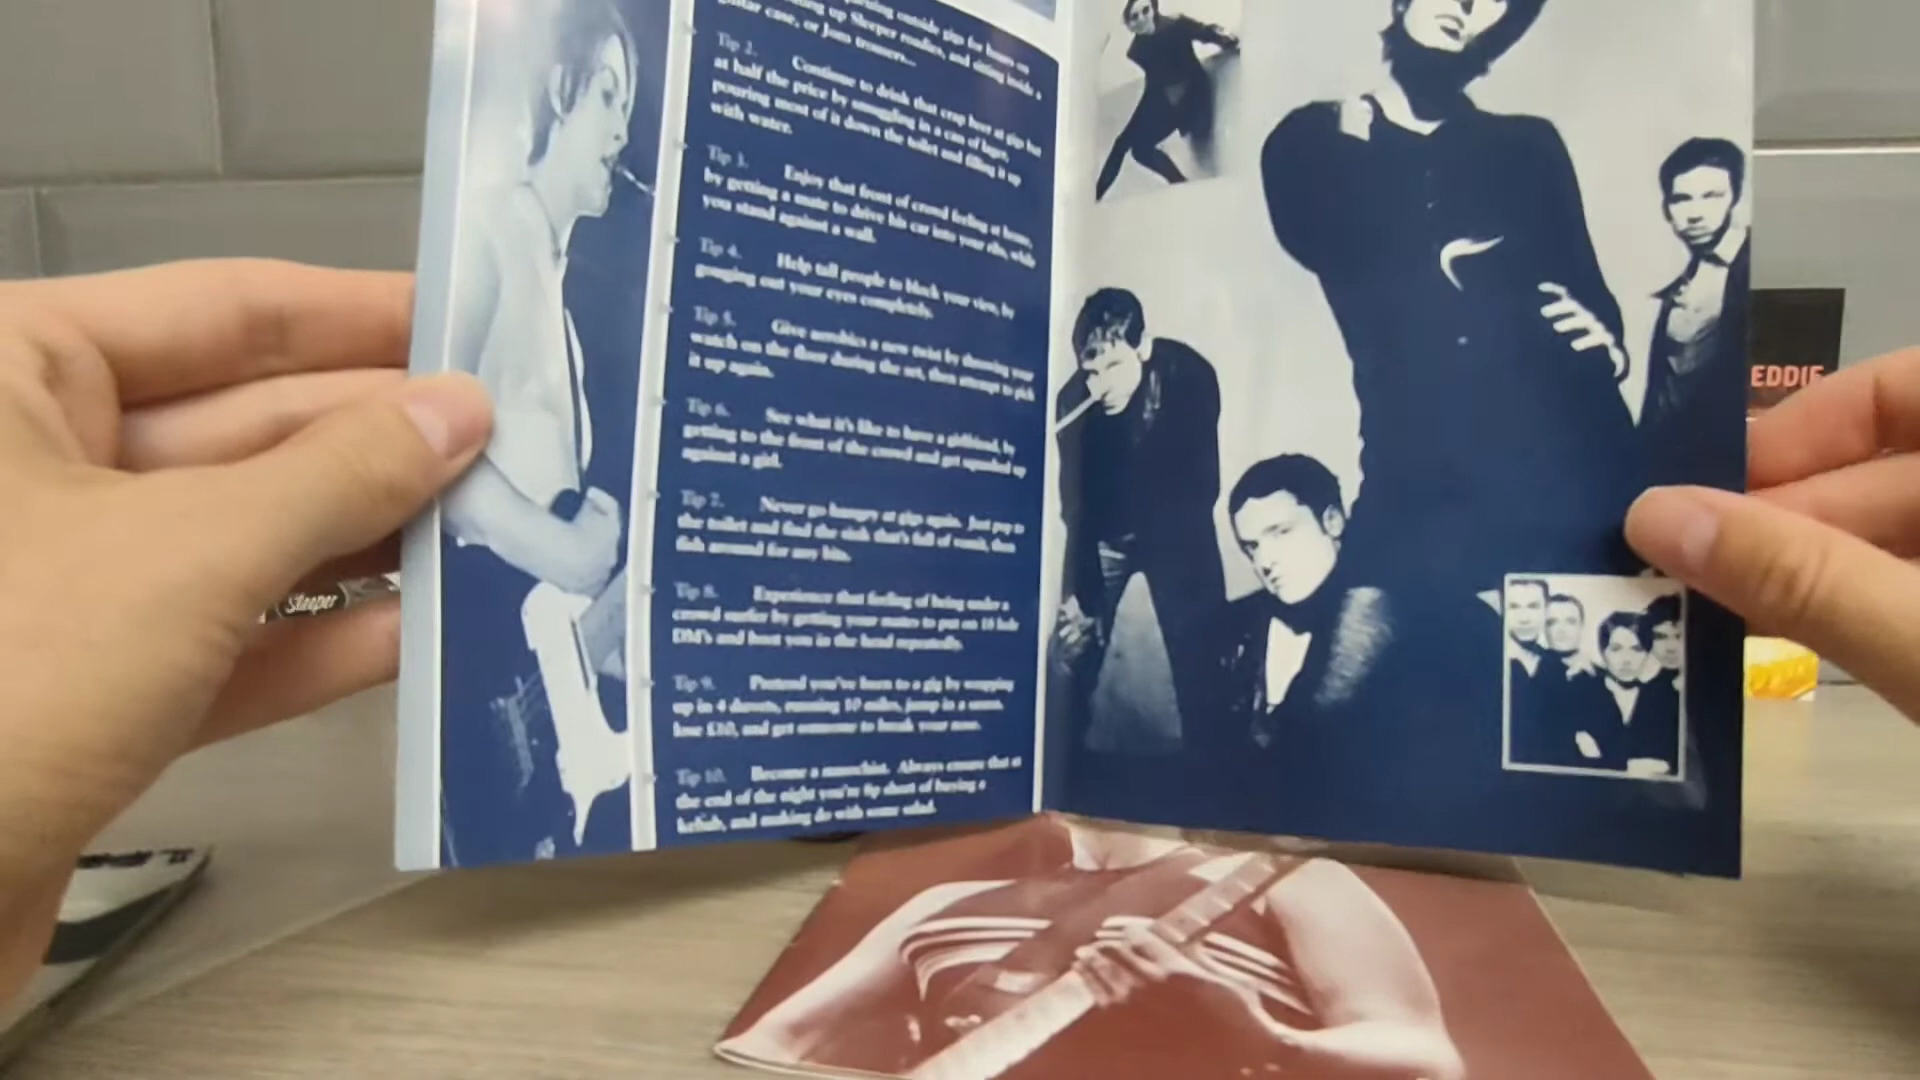 outside gigs for hours on
up Sleeper roadies, and sitting inside a
guitar case, or Jons trousers...
Tip 2. Continue to drink that crap beer at gigs but
at half the price by smuggling in a can of lager,
pouring most of it down the toilet and filling it up
with water.
Tip 3. Enjoy that front of crowd feeling at home,
by getting a mate to drive his car into your ribs, while
you stand against a wall.
Tip 4. Help tall people to block your view, by
gouging out your eyes completely.
Tip 5. Give aerobics a new twist by throwing your
watch on the floor during the set, then attempt to pick
it up again.
Tip 6. See what it's like to have a girlfriend, by
getting to the front of the crowd and get squashed up
against a girl.
Tip 7. Never go hungry at gigs again. Just pop to
the toilet and find the sink that's full of vomit, then
fish around for any bits.
Tip 8. Experience that feeling of being under a
crowd surfer by getting your mates to put on 16 hole
DM's and boot you in the head repeatedly.
Tip 9. Pretend you've been to a gig by wrapping
up in 4 duvets, running 10 miles, jump in a sauna,
lose £10, and get someone to break your nose.
Tip 10. Become a masochist. Always ensure that at
the end of the night you're 6p short of buying a
kebab, and making do with some salad.
EDDIE
Sleeper